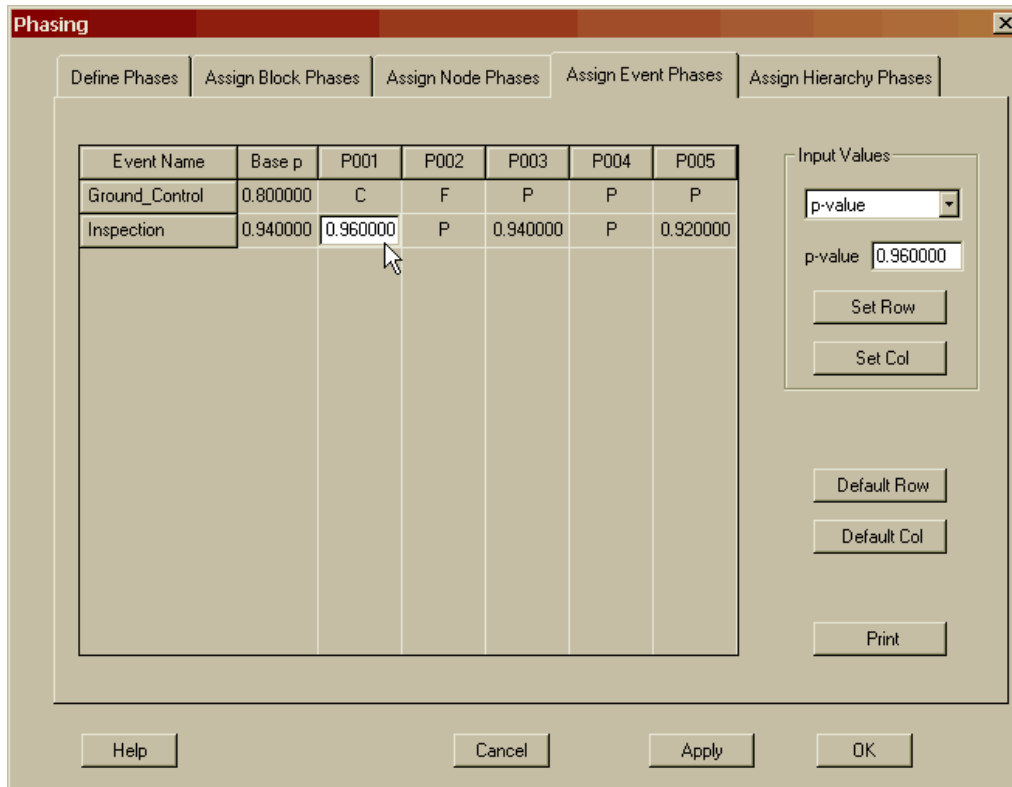 Phasing
Define Phases Assign Block Phases Assign Node Phases Assign Event Phases Assign Hierarchy Phases
Event Name Base p P001 P002 P003 P004 P005
Ground_Control 0.800000 C F P P P
Inspection 0.940000 0.960000 P 0.940000 P 0.920000
Input Values
p-value
p-value 0.960000
Set Row
Set Col
Default Row
Default Col
Print
Help Cancel Apply OK